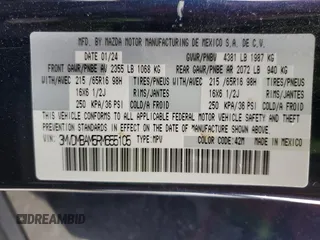 MFD. BY MAZDA MOTOR MANUFACTURING DE MEXICO S.A. DE C.V.
DATE 01/24 GVWR/PNBV 4381 LB 1987 KG
FRONT GAWR/PNBE AV 2355 LB 1068 KG REAR GAWR/PNBE AR 2072 LB 940 KG
WITH/AVEC 215 /65R16 98H WITH/AVEC 215 /65R16 98H
16X6 1/2J RIMS/JANTES 16X6 1/2J RIMS/JANTES
250 KPA/36 PSI COLD/A FROID 250 KPA/36 PSI COLD/A FROID
THIS VEHICLE CONFORMS TO ALL APPLICABLE FEDERAL MOTOR VEHICLE
SAFETY, BUMPER, AND THEFT PREVENTION STANDARDS IN EFFECT
ON THE DATE OF MANUFACTURE SHOWN ABOVE.
VIN: TYPE MPV COLOR CODE: 42M
MADE IN MEXICO
DREAMBID